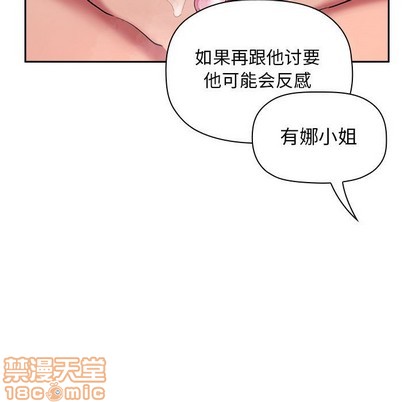 如果再跟他讨要
他可能会反感
有娜小姐
禁漫天堂
18comic